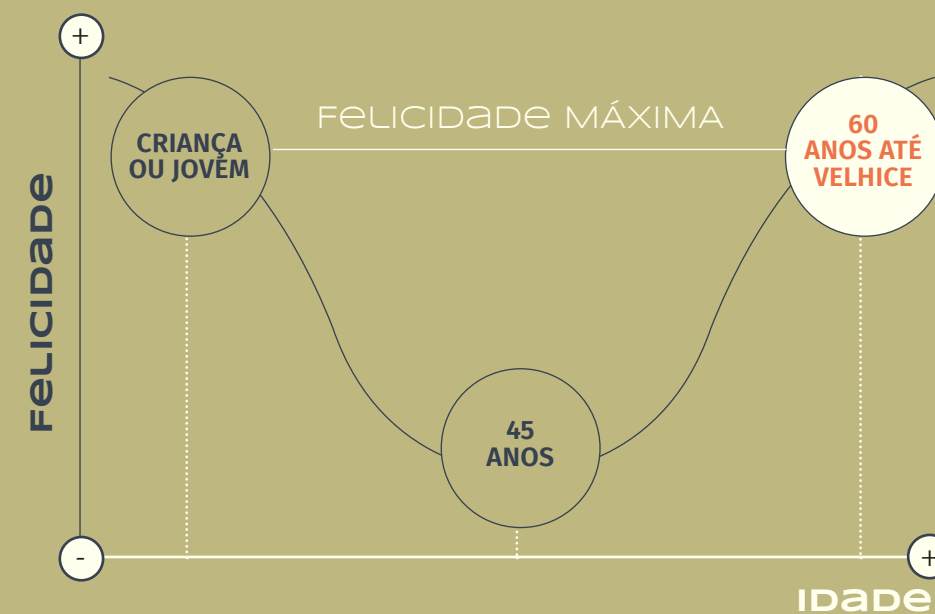 +
FELICIDADE MÁXIMA
CRIANÇA
OU JOVEM
60
ANOS ATÉ
VELHICE
FELICIDADE
45
ANOS
-
+
IDADE